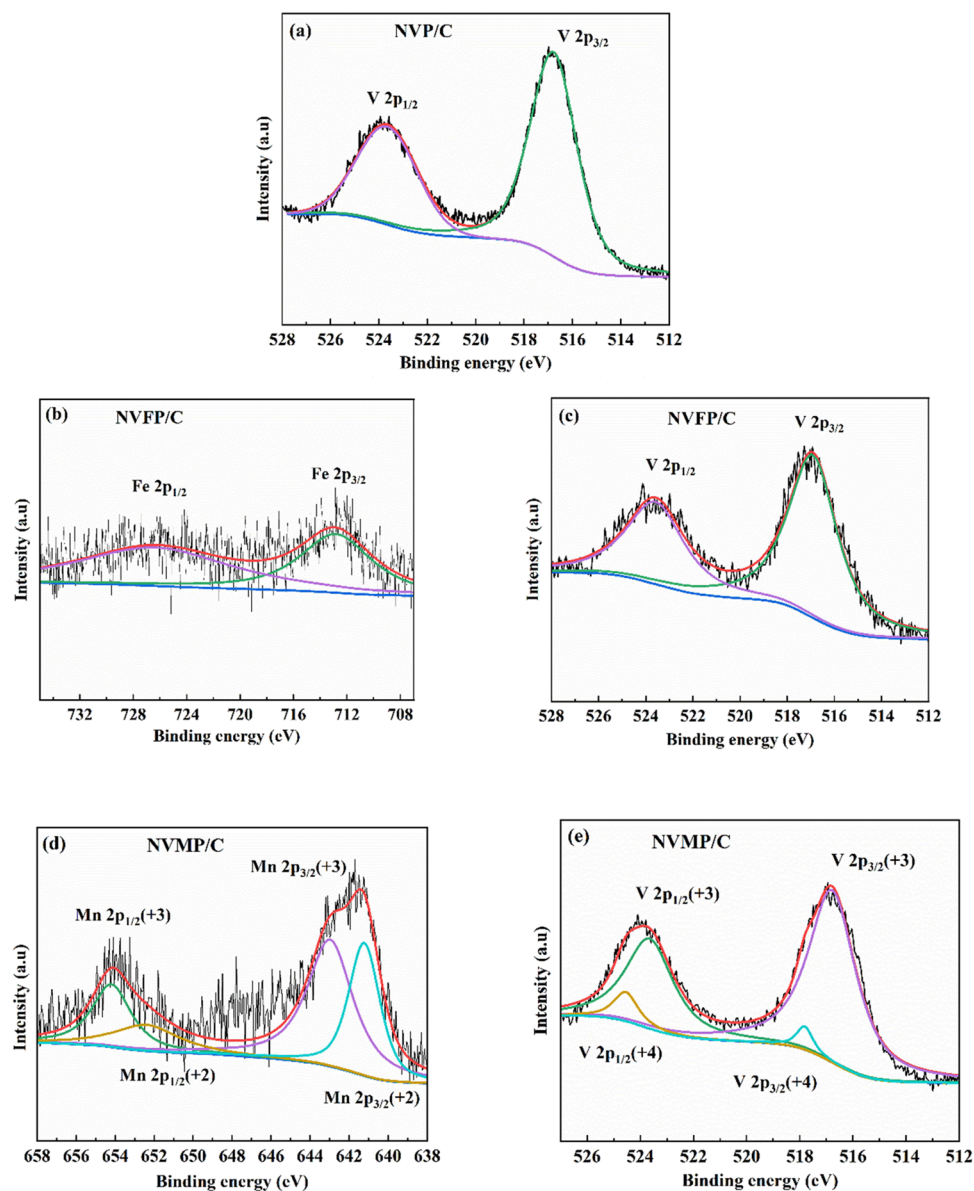 (a) NVP/C
V 2p3/2
V 2p1/2
Intensity (a.u)
528 526 524 522 520 518 516 514 512
Binding energy (eV)
(b) NVFP/C
Fe 2p1/2
Fe 2p3/2
Intensity (a.u)
732 728 724 720 716 712 708
Binding energy (eV)
(c) NVFP/C
V 2p3/2
V 2p1/2
Intensity (a.u)
528 526 524 522 520 518 516 514 512
Binding energy (eV)
(d) NVMP/C
Mn 2p3/2(+3)
Mn 2p1/2(+3)
Mn 2p1/2(+2)
Mn 2p3/2(+2)
Intensity (a.u)
658 656 654 652 650 648 646 644 642 640 638
Binding energy (eV)
(e) NVMP/C
V 2p3/2(+3)
V 2p1/2(+3)
V 2p1/2(+4)
V 2p3/2(+4)
Intensity (a.u)
526 524 522 520 518 516 514 512
Binding energy (eV)